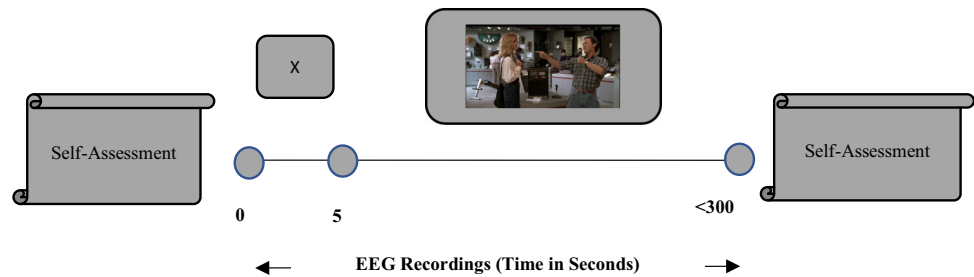 X
Self-Assessment
Self-Assessment
0
5
<300
EEG Recordings (Time in Seconds)